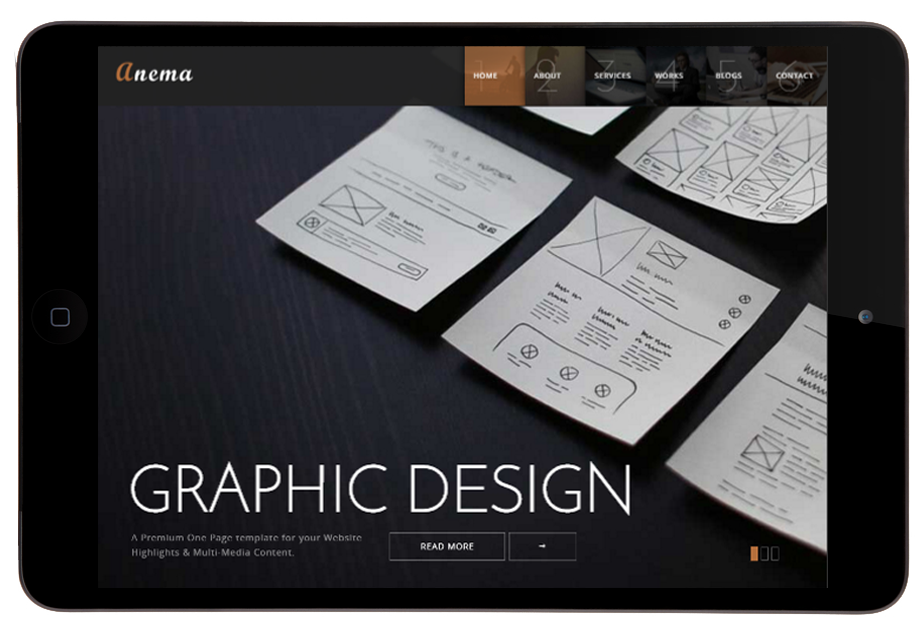 Anema
1 2 3 4 5 6
HOME ABOUT SERVICES WORKS BLOGS CONTACT
GRAPHIC DESIGN
A Premium One Page template for your Website
Highlights & Multi-Media Content.
READ MORE →